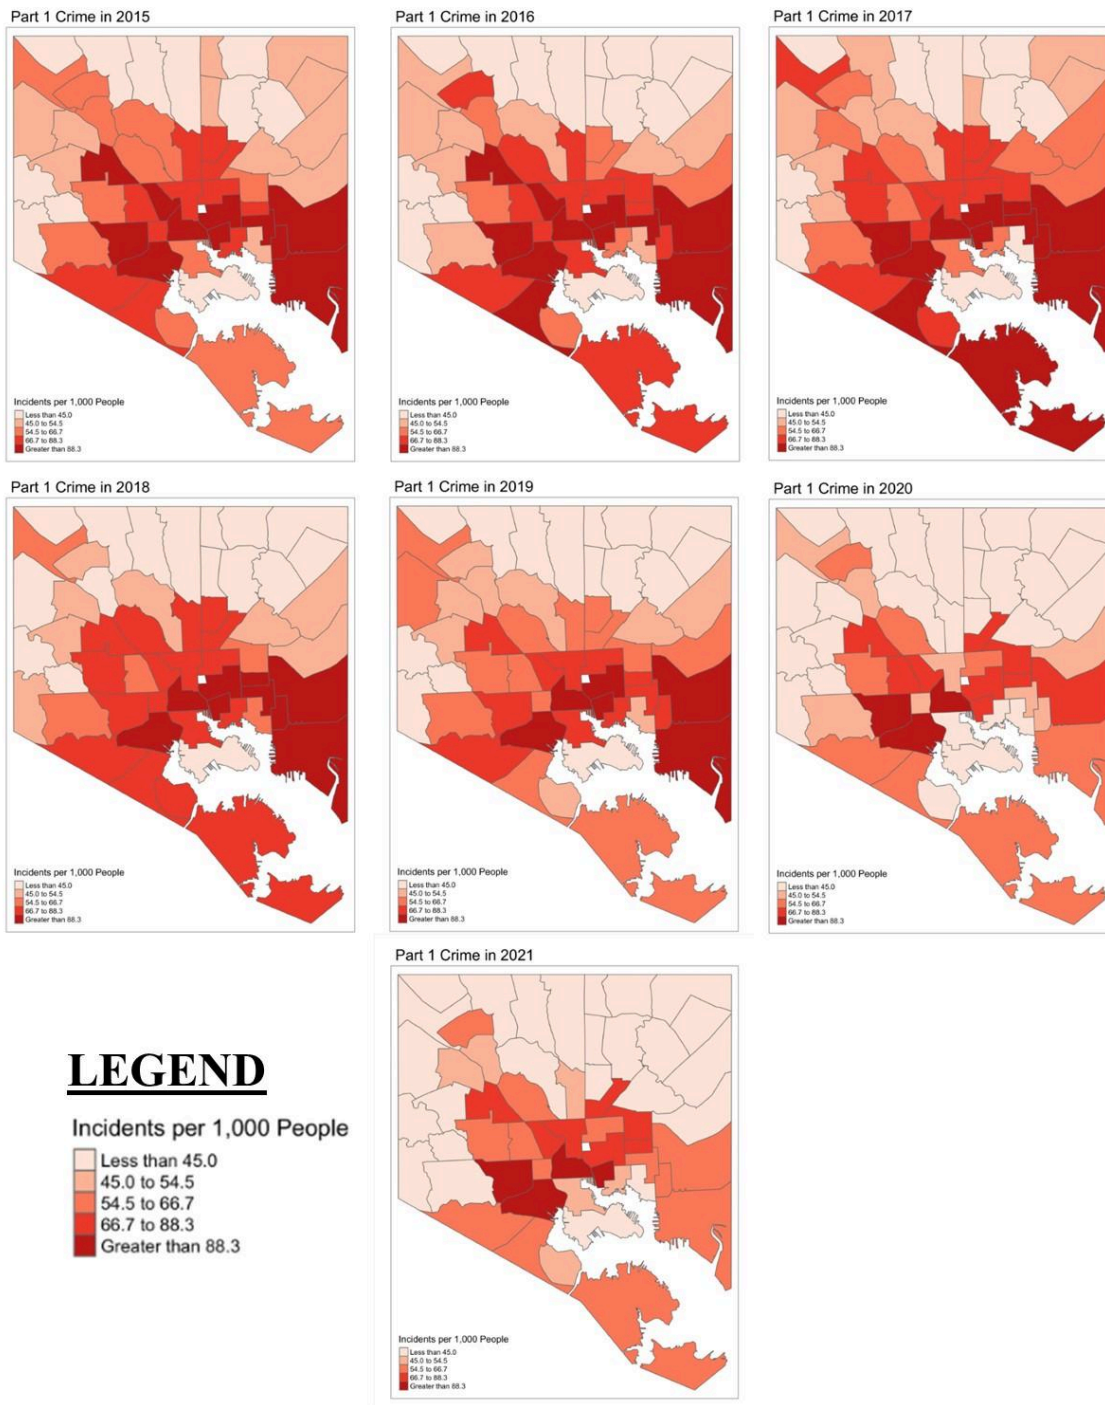 Part 1 Crime in 2015
Incidents per 1,000 People
Less than 45.0
45.0 to 54.5
54.5 to 66.7
66.7 to 88.3
Greater than 88.3
Part 1 Crime in 2016
Incidents per 1,000 People
Less than 45.0
45.0 to 54.5
54.5 to 66.7
66.7 to 88.3
Greater than 88.3
Part 1 Crime in 2017
Incidents per 1,000 People
Less than 45.0
45.0 to 54.5
54.5 to 66.7
66.7 to 88.3
Greater than 88.3
Part 1 Crime in 2018
Incidents per 1,000 People
Less than 45.0
45.0 to 54.5
54.5 to 66.7
66.7 to 88.3
Greater than 88.3
Part 1 Crime in 2019
Incidents per 1,000 People
Less than 45.0
45.0 to 54.5
54.5 to 66.7
66.7 to 88.3
Greater than 88.3
Part 1 Crime in 2020
Incidents per 1,000 People
Less than 45.0
45.0 to 54.5
54.5 to 66.7
66.7 to 88.3
Greater than 88.3
LEGEND
Incidents per 1,000 People
Less than 45.0
45.0 to 54.5
54.5 to 66.7
66.7 to 88.3
Greater than 88.3
Part 1 Crime in 2021
Incidents per 1,000 People
Less than 45.0
45.0 to 54.5
54.5 to 66.7
66.7 to 88.3
Greater than 88.3